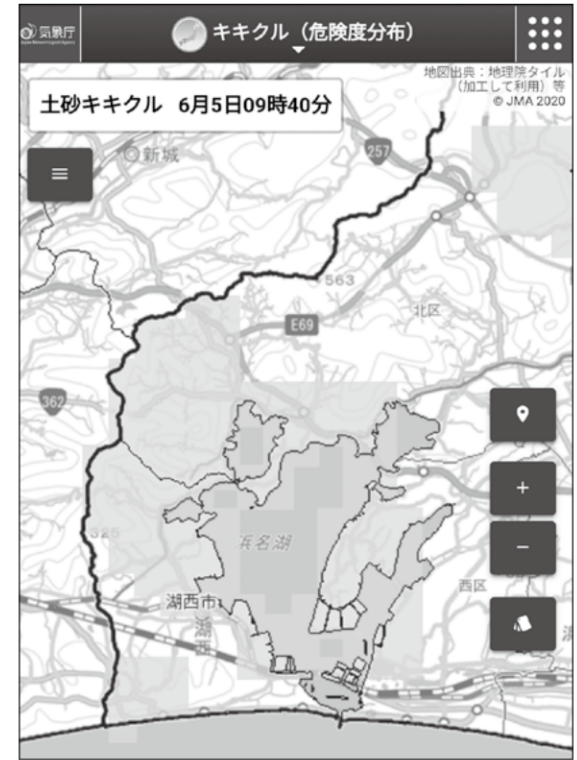 気象庁
キキクル（危険度分布）
地図出典：地理院タイル
（加工して利用）等
© JMA 2020
土砂キキクル 6月5日09時40分
新城
257
563
北区
E69
362
325
浜名湖
西区
湖西市
湖西